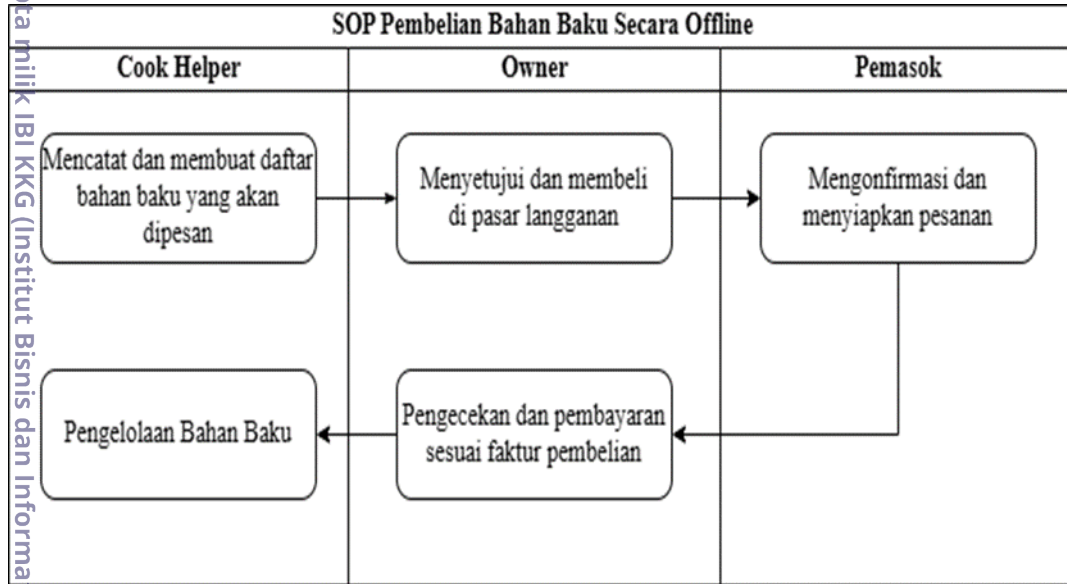 SOP Pembelian Bahan Baku Secara Offline
Cook Helper
Owner
Pemasok
Mencatat dan membuat daftar
bahan baku yang akan
dipesan
Menyetujui dan membeli
di pasar langganan
Mengonfirmasi dan
menyiapkan pesanan
Pengelolaan Bahan Baku
Pengecekan dan pembayaran
sesuai faktur pembelian
milik IBI KKG (Institut Bisnis dan Informa